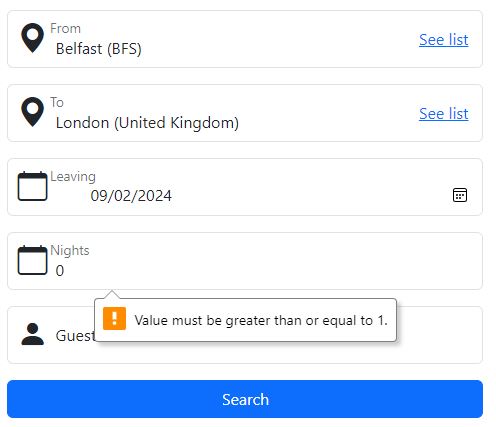 From
Belfast (BFS)
See list
To
London (United Kingdom)
See list
Leaving
09/02/2024
Nights
0
! Value must be greater than or equal to 1.
Guest
Search